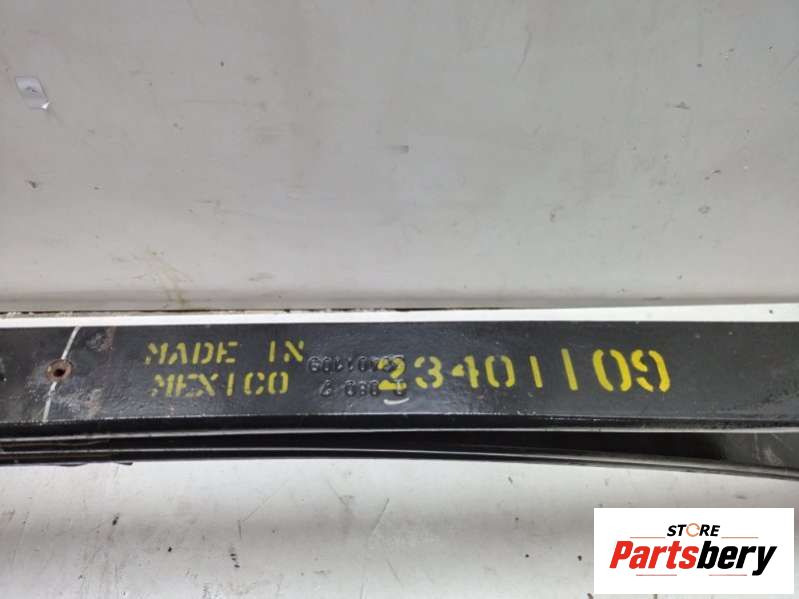 MADE IN
MEXICO
23401109
STORE
Partsbery